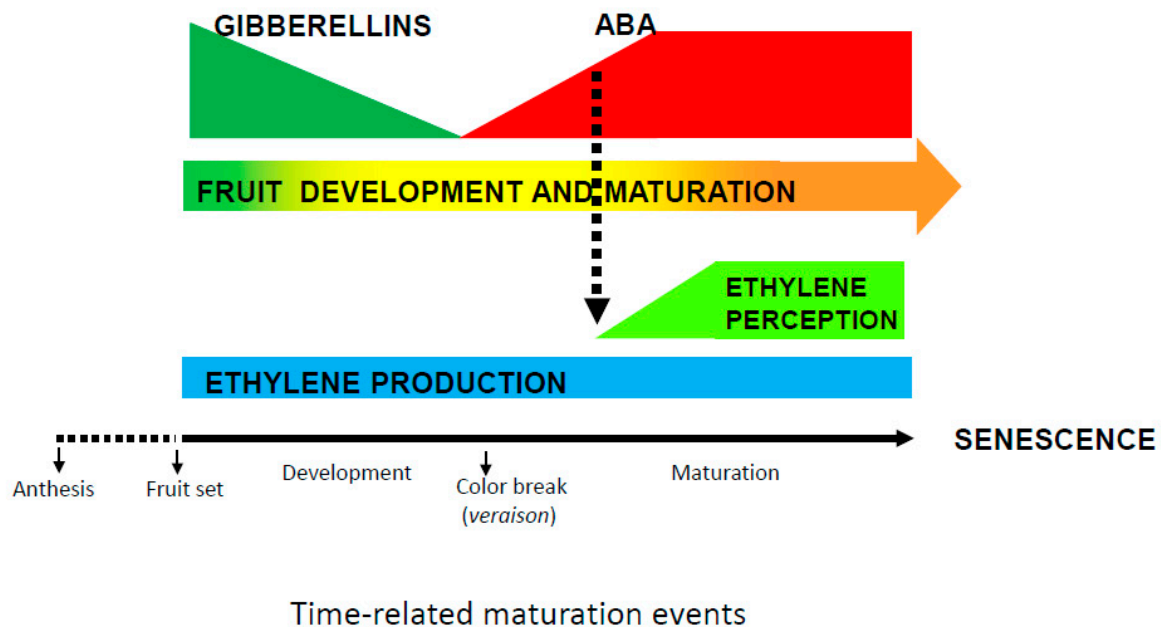 GIBBERELLINS
ABA
FRUIT DEVELOPMENT AND MATURATION
ETHYLENE
PERCEPTION
ETHYLENE PRODUCTION
SENESCENCE
Anthesis
Fruit set
Development
Color break
(veraison)
Maturation
Time-related maturation events